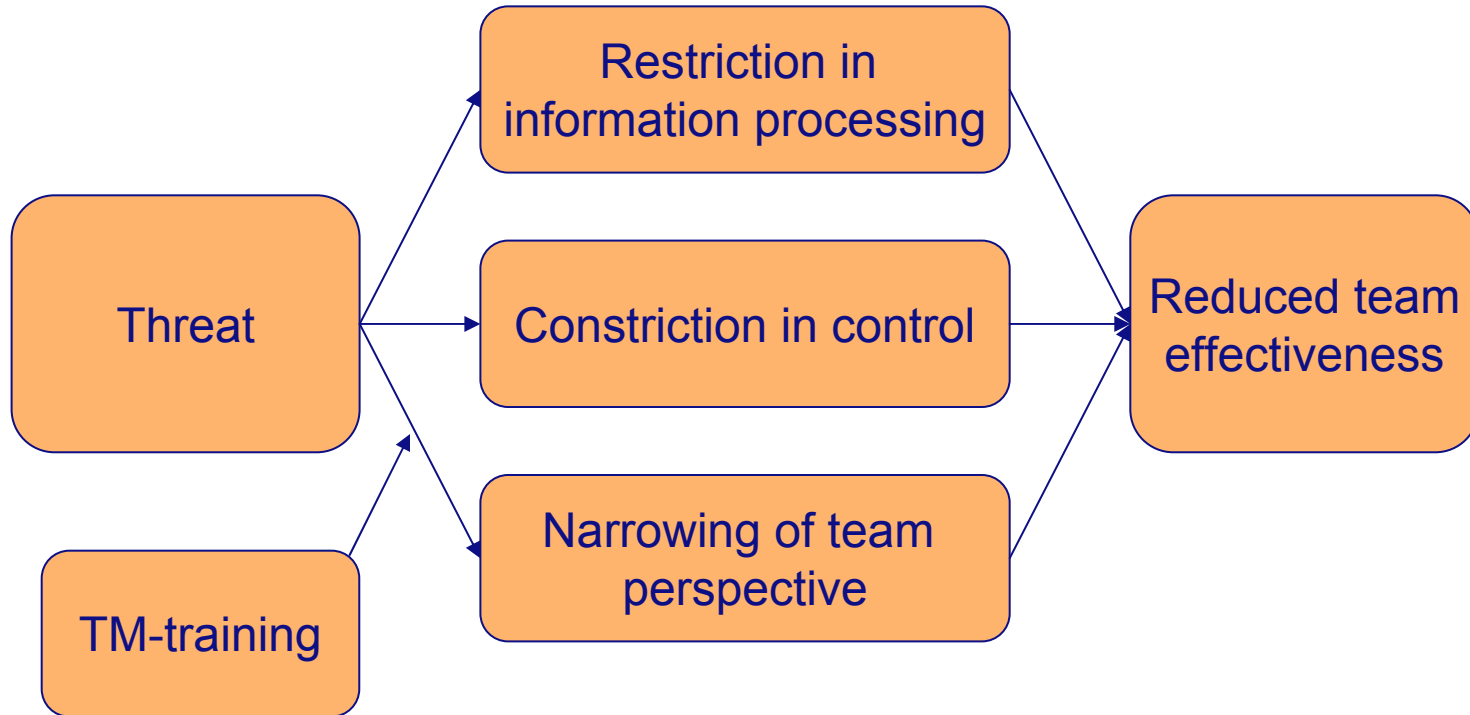 Restriction in
information processing
Threat
Constriction in control
Reduced team
effectiveness
Narrowing of team
perspective
TM-training